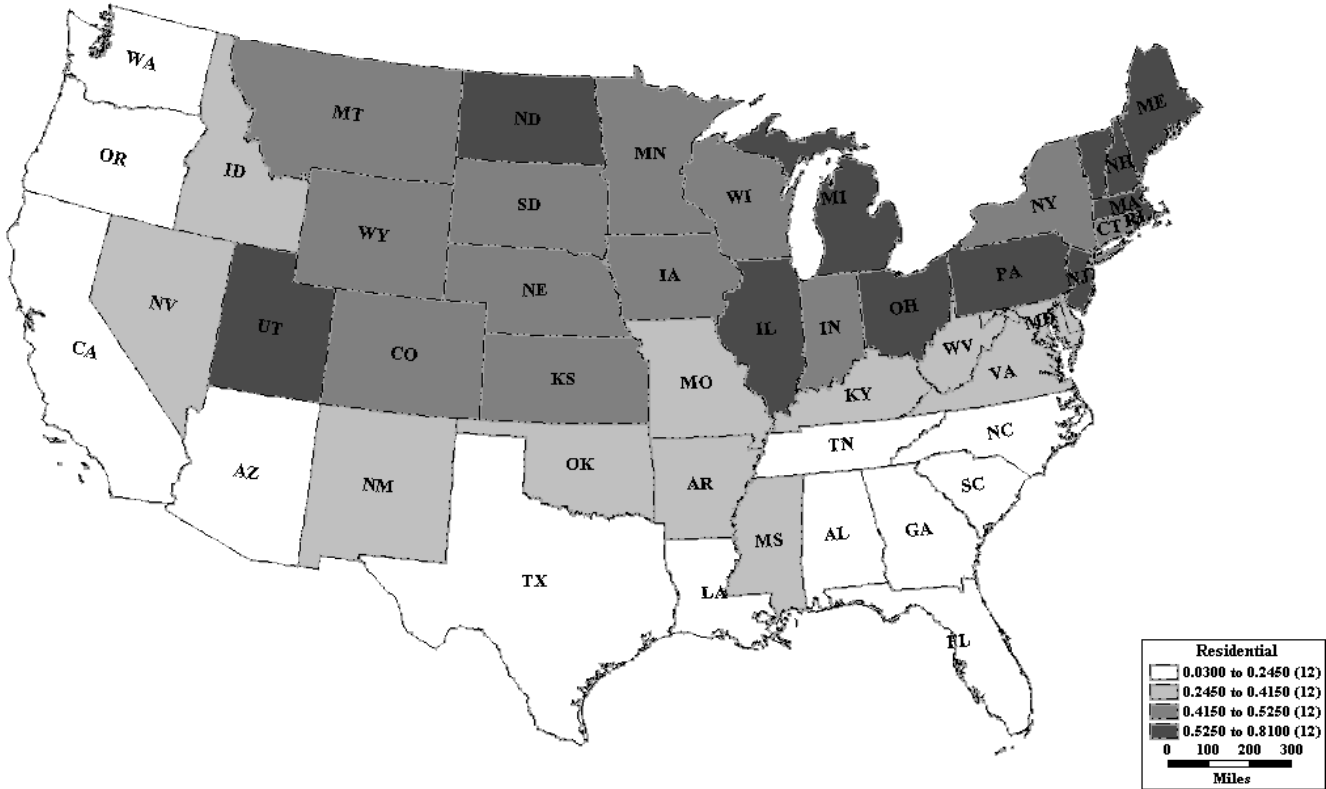 WA
ME
MT
ND
OR
MN
NH
ID
MI
WI
MA
SD
NY
CT
RI
WY
IA
PA
NJ
NE
NV
IL
OH
IN
UT
MD
CA
CO
WV
KS
MO
VA
KY
NC
TN
OK
AZ
NM
AR
SC
GA
AL
MS
TX
LA
FL
Residential
0.0300 to 0.2450 (12)
0.2450 to 0.4150 (12)
0.4150 to 0.5250 (12)
0.5250 to 0.8100 (12)
0 100 200 300
Miles